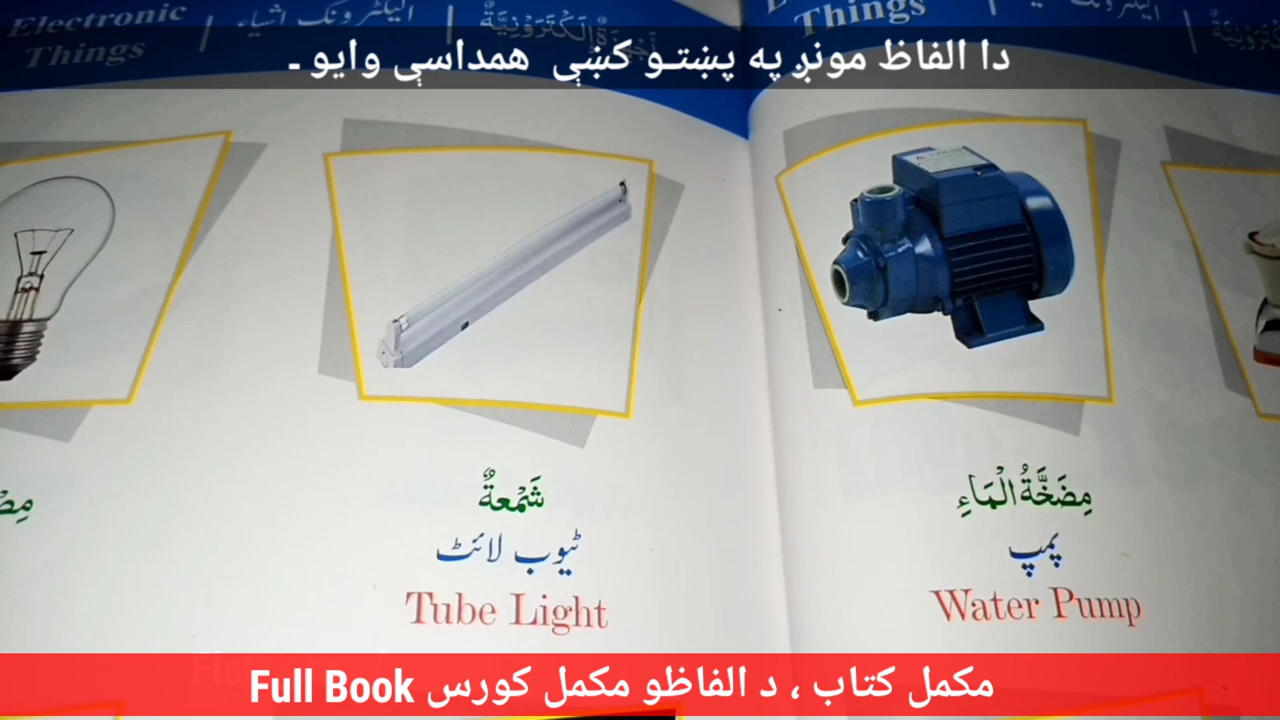 Electronic Things | الیکٹرونک اشیاء | أَجْهِزَةٌ إِلَكْتَرُوْنِيَّةٌ
Things
دا الفاظ مونږ په پښتو کښې همداسې وایو ـ
شَمْعةٌ
ٹیوب لائٹ
Tube Light
مِضَخَّةُ الْمَاءِ
پمپ
Water Pump
مکمل کتاب ، د الفاظو مکمل کورس Full Book